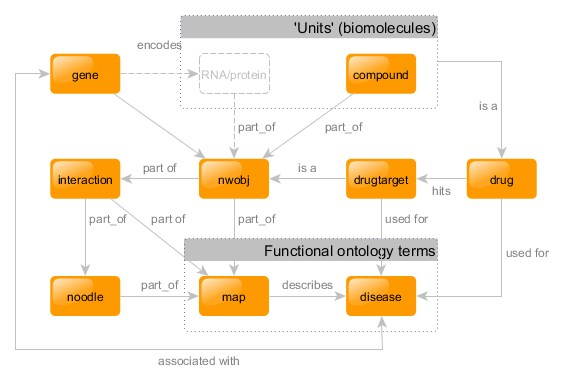 'Units' (biomolecules)
encodes
gene
RNA/protein
compound
is a
part_of
part_of
part of
is a
interaction
nwobj
drugtarget
drug
hits
part_of
part of
part_of
used for
Functional ontology terms
used for
part_of
describes
noodle
map
disease
associated with